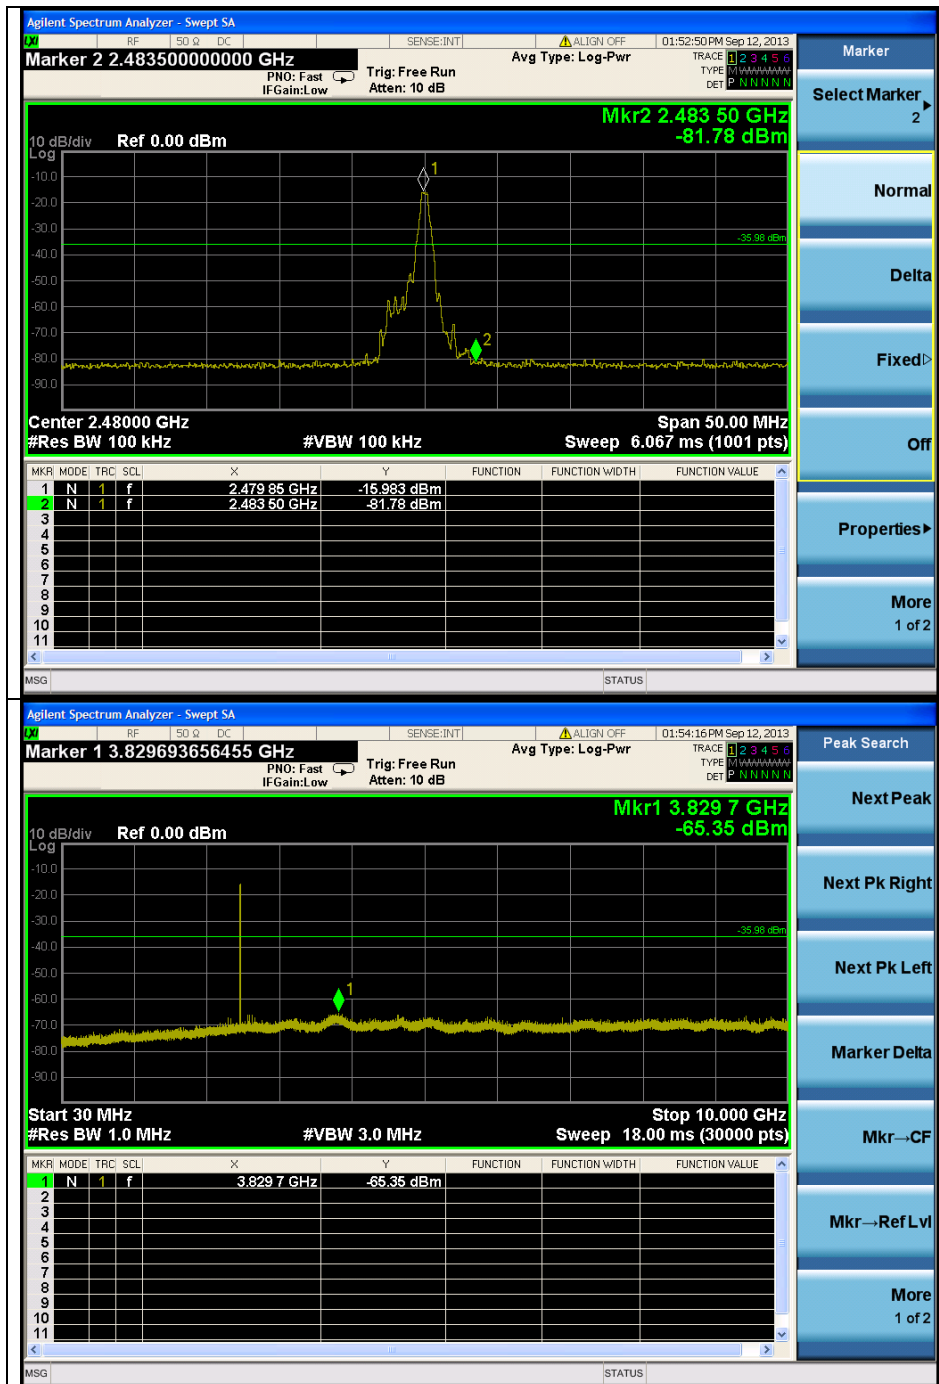 Agilent Spectrum Analyzer - Swept SA
LXI RF 50 Ω DC SENSE:INT ALIGN OFF 01:52:50 PM Sep 12, 2013
Marker 2 2.483500000000 GHz
PNO: Fast
IFGain:Low
Trig: Free Run
Atten: 10 dB
Avg Type: Log-Pwr
TRACE 1 2 3 4 5 6
TYPE M
DET P N N N N N
Mkr2 2.483 50 GHz
-81.78 dBm
10 dB/div
Log
Ref 0.00 dBm
-10.0
-20.0
-30.0
-40.0
-50.0
-60.0
-70.0
-80.0
-90.0
1
-35.98 dBm
2
Center 2.48000 GHz Span 50.00 MHz
#Res BW 100 kHz #VBW 100 kHz Sweep 6.067 ms (1001 pts)
MKR MODE TRC SCL X Y FUNCTION FUNCTION WIDTH FUNCTION VALUE
1 N 1 f 2.479 85 GHz -15.983 dBm
2 N 1 f 2.483 50 GHz -81.78 dBm
3
4
5
6
7
8
9
10
11
MSG STATUS
Marker
Select Marker
2
Normal
Delta
Fixed
Off
Properties
More
1 of 2
Agilent Spectrum Analyzer - Swept SA
LXI RF 50 Ω DC SENSE:INT ALIGN OFF 01:54:16 PM Sep 12, 2013
Marker 1 3.829693656455 GHz
PNO: Fast
IFGain:Low
Trig: Free Run
Atten: 10 dB
Avg Type: Log-Pwr
TRACE 1 2 3 4 5 6
TYPE M
DET P N N N N N
Mkr1 3.829 7 GHz
-65.35 dBm
10 dB/div
Log
Ref 0.00 dBm
-10.0
-20.0
-30.0
-40.0
-50.0
-60.0
-70.0
-80.0
-90.0
-35.98 dBm
1
Start 30 MHz Stop 10.000 GHz
#Res BW 1.0 MHz #VBW 3.0 MHz Sweep 18.00 ms (30000 pts)
MKR MODE TRC SCL X Y FUNCTION FUNCTION WIDTH FUNCTION VALUE
1 N 1 f 3.829 7 GHz -65.35 dBm
2
3
4
5
6
7
8
9
10
11
MSG STATUS
Peak Search
Next Peak
Next Pk Right
Next Pk Left
Marker Delta
Mkr→CF
Mkr→Ref Lvl
More
1 of 2